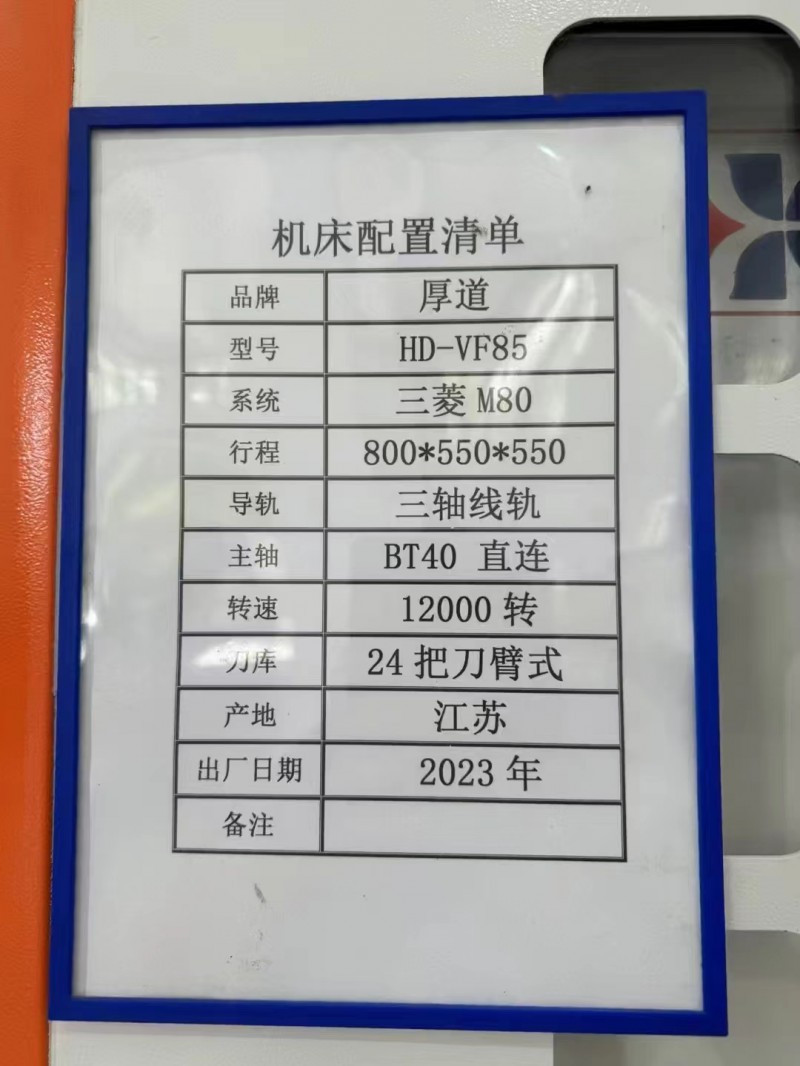 机床配置清单
品牌 厚道
型号 HD-VF85
系统 三菱 M80
行程 800*550*550
导轨 三轴线轨
主轴 BT40 直连
转速 12000 转
刀库 24 把刀臂式
产地 江苏
出厂日期 2023 年
备注